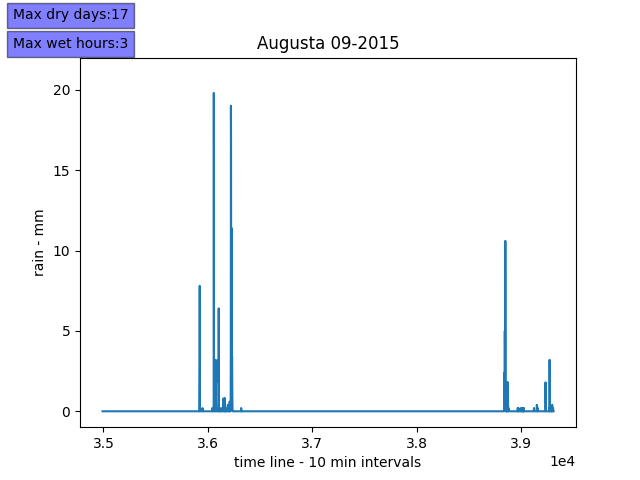 Max dry days:17
Max wet hours:3
Augusta 09-2015
20
15
10
5
0
rain - mm
3.5 3.6 3.7 3.8 3.9
1e4
time line - 10 min intervals